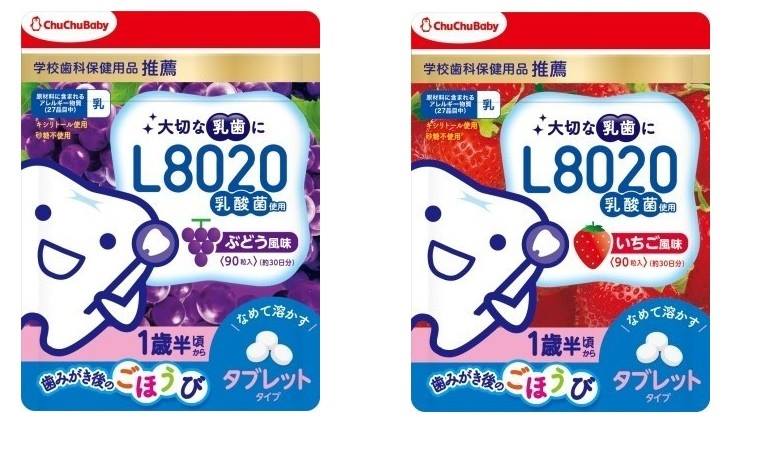 ChuChuBaby
学校歯科保健用品 推薦
原材料に含まれる
アレルギー物質
(27品目中)
乳
キシリトール使用
砂糖不使用
大切な乳歯に
L8020
乳酸菌使用
ぶどう風味
〈90粒入〉(約30日分)
1歳半頃から
歯みがき後のごほうび
なめて溶かす
タブレット
タイプ
ChuChuBaby
学校歯科保健用品 推薦
原材料に含まれる
アレルギー物質
(27品目中)
乳
キシリトール使用
砂糖不使用
大切な乳歯に
L8020
乳酸菌使用
いちご風味
〈90粒入〉(約30日分)
1歳半頃から
歯みがき後のごほうび
なめて溶かす
タブレット
タイプ